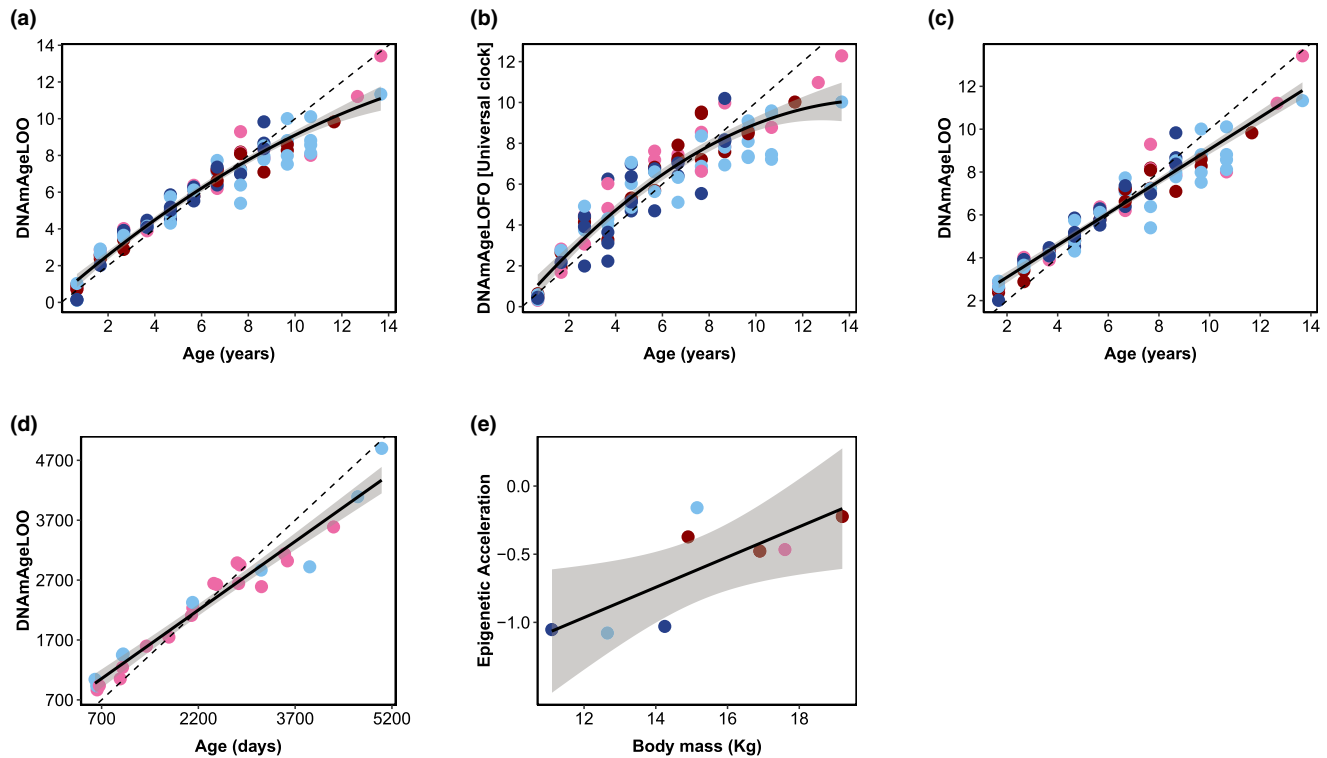 (a)
DNAmAgeLOO
14
12
10
8
6
4
2
0
2 4 6 8 10 12 14
Age (years)
(b)
DNAmAgeLOFO [Universal clock]
12
10
8
6
4
2
0
2 4 6 8 10 12 14
Age (years)
(c)
DNAmAgeLOO
12
10
8
6
4
2
2 4 6 8 10 12 14
Age (years)
(d)
DNAmAgeLOO
4700
3700
2700
1700
700
700 2200 3700 5200
Age (days)
(e)
Epigenetic Acceleration
0.0
−0.5
−1.0
12 14 16 18
Body mass (Kg)